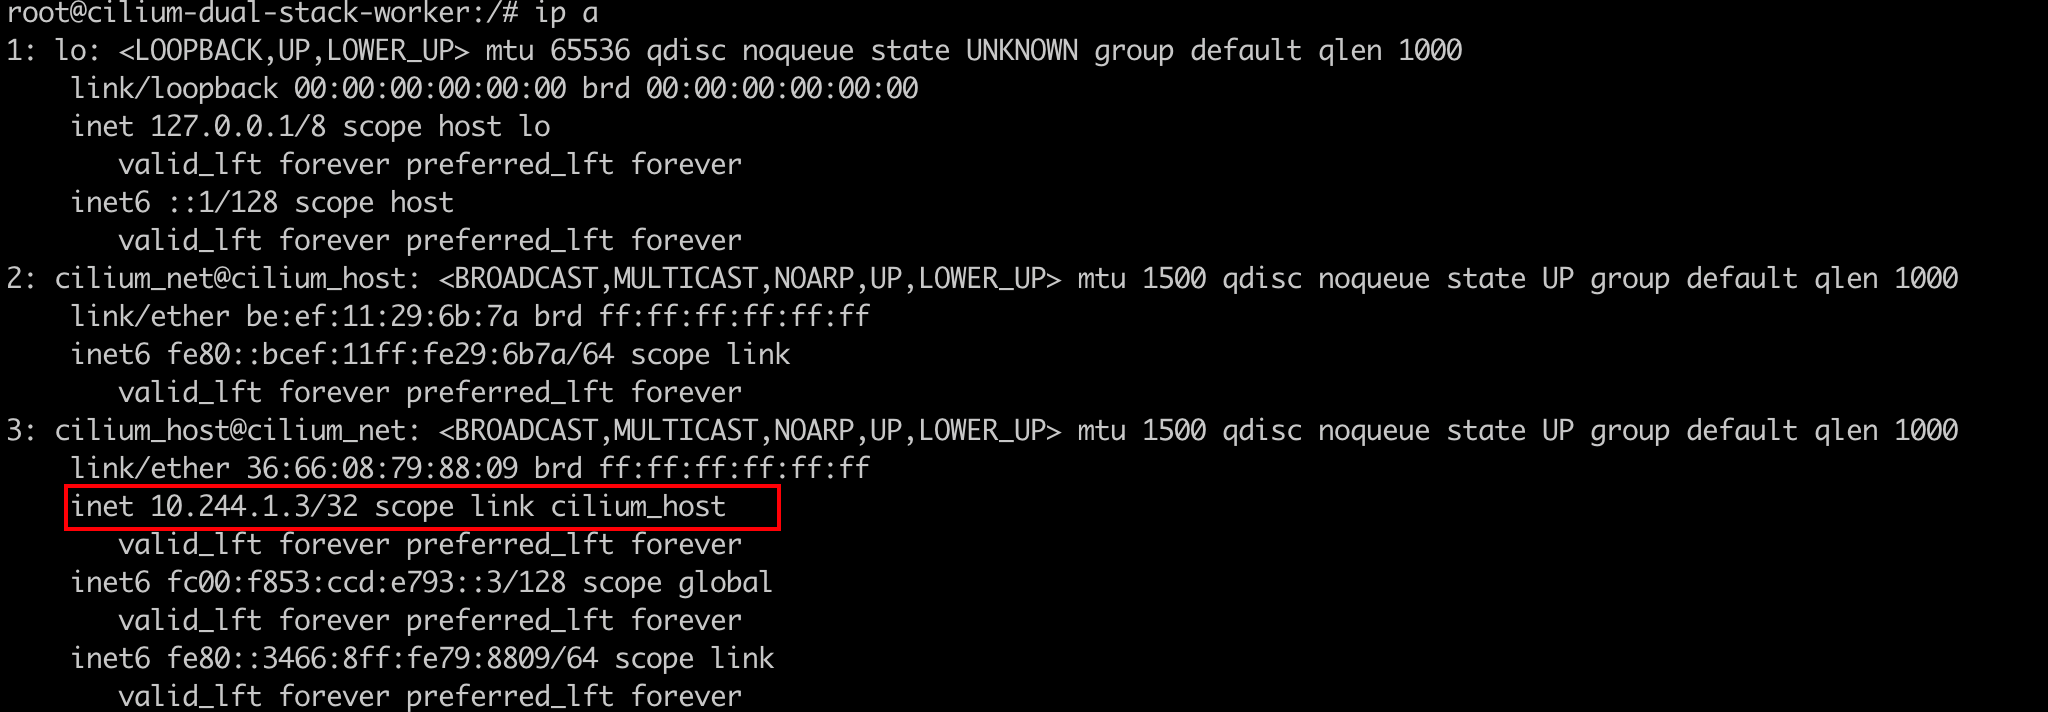 root@cilium-dual-stack-worker:/# ip a
1: lo: <LOOPBACK,UP,LOWER_UP> mtu 65536 qdisc noqueue state UNKNOWN group default qlen 1000
link/loopback 00:00:00:00:00:00 brd 00:00:00:00:00:00
inet 127.0.0.1/8 scope host lo
valid_lft forever preferred_lft forever
inet6 ::1/128 scope host
valid_lft forever preferred_lft forever
2: cilium_net@cilium_host: <BROADCAST,MULTICAST,NOARP,UP,LOWER_UP> mtu 1500 qdisc noqueue state UP group default qlen 1000
link/ether be:ef:11:29:6b:7a brd ff:ff:ff:ff:ff:ff
inet6 fe80::bcef:11ff:fe29:6b7a/64 scope link
valid_lft forever preferred_lft forever
3: cilium_host@cilium_net: <BROADCAST,MULTICAST,NOARP,UP,LOWER_UP> mtu 1500 qdisc noqueue state UP group default qlen 1000
link/ether 36:66:08:79:88:09 brd ff:ff:ff:ff:ff:ff
inet 10.244.1.3/32 scope link cilium_host
valid_lft forever preferred_lft forever
inet6 fc00:f853:ccd:e793::3/128 scope global
valid_lft forever preferred_lft forever
inet6 fe80::3466:8ff:fe79:8809/64 scope link
valid_lft forever preferred_lft forever